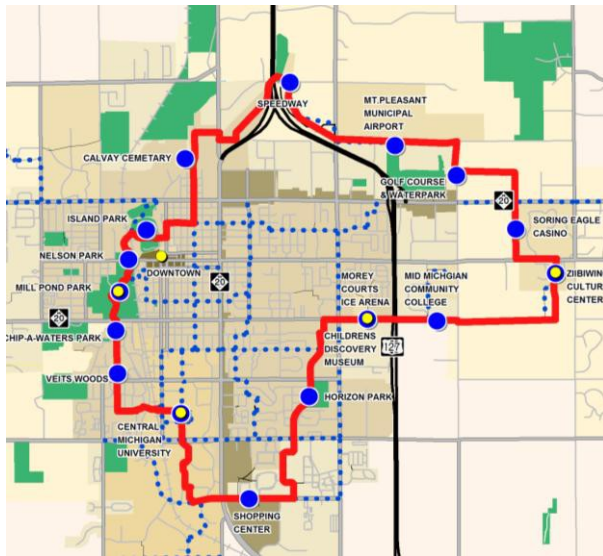 SPEEDWAY
MT.PLEASANT
MUNICIPAL
AIRPORT
CALVAY CEMETARY
GOLF COURSE
& WATERPARK
20
SORING EAGLE
CASINO
ISLAND PARK
NELSON PARK
DOWNTOWN
20
MILL POND PARK
MOREY
COURTS
ICE ARENA
MID MICHGIAN
COMMUNITY
COLLEGE
ZIIBIWIN
CULTUR
CENTER
20
CHIP-A-WATERS PARK
CHILDRENS
DISCOVERY
MUSEUM
127
VEITS WOODS
HORIZON PARK
CENTRAL
MICHIGAN
UNIVERSITY
SHOPPING
CENTER